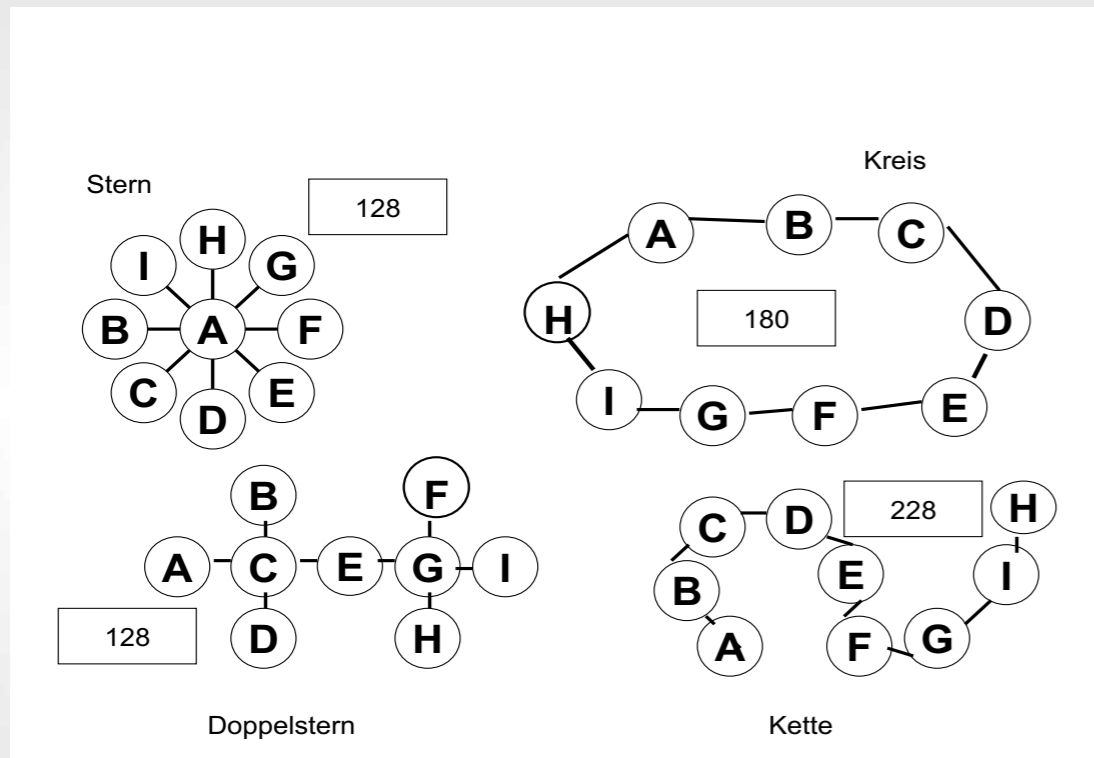 Stern
128
H
I
G
B
A
F
C
E
D
Kreis
A
B
C
H
180
D
I
G
F
E
B
F
A
C
E
G
I
D
H
128
Doppelstern
C
D
228
H
B
E
I
A
F
G
Kette